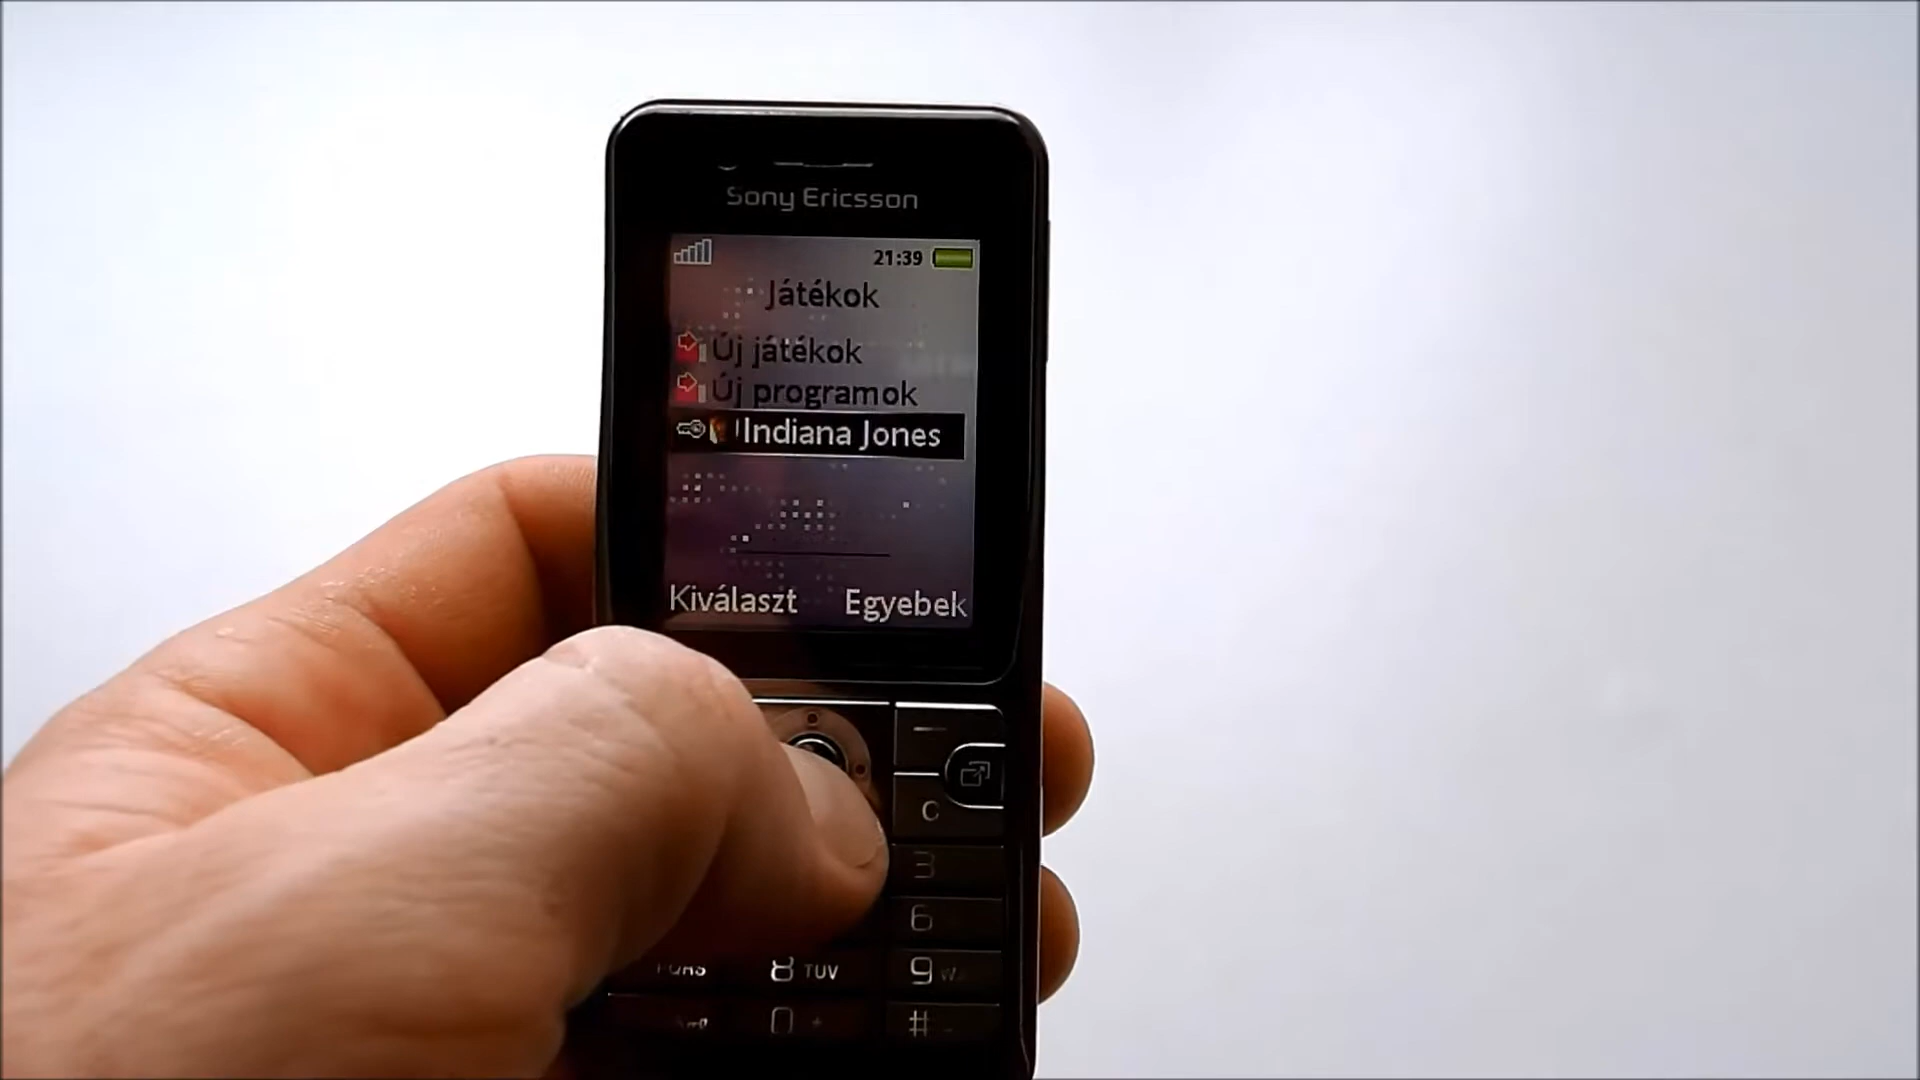 Sony Ericsson
21:39
Játékok
Új játékok
Új programok
Indiana Jones
Kiválaszt Egyebek
C
3
6
8 TUV 9
0 + #